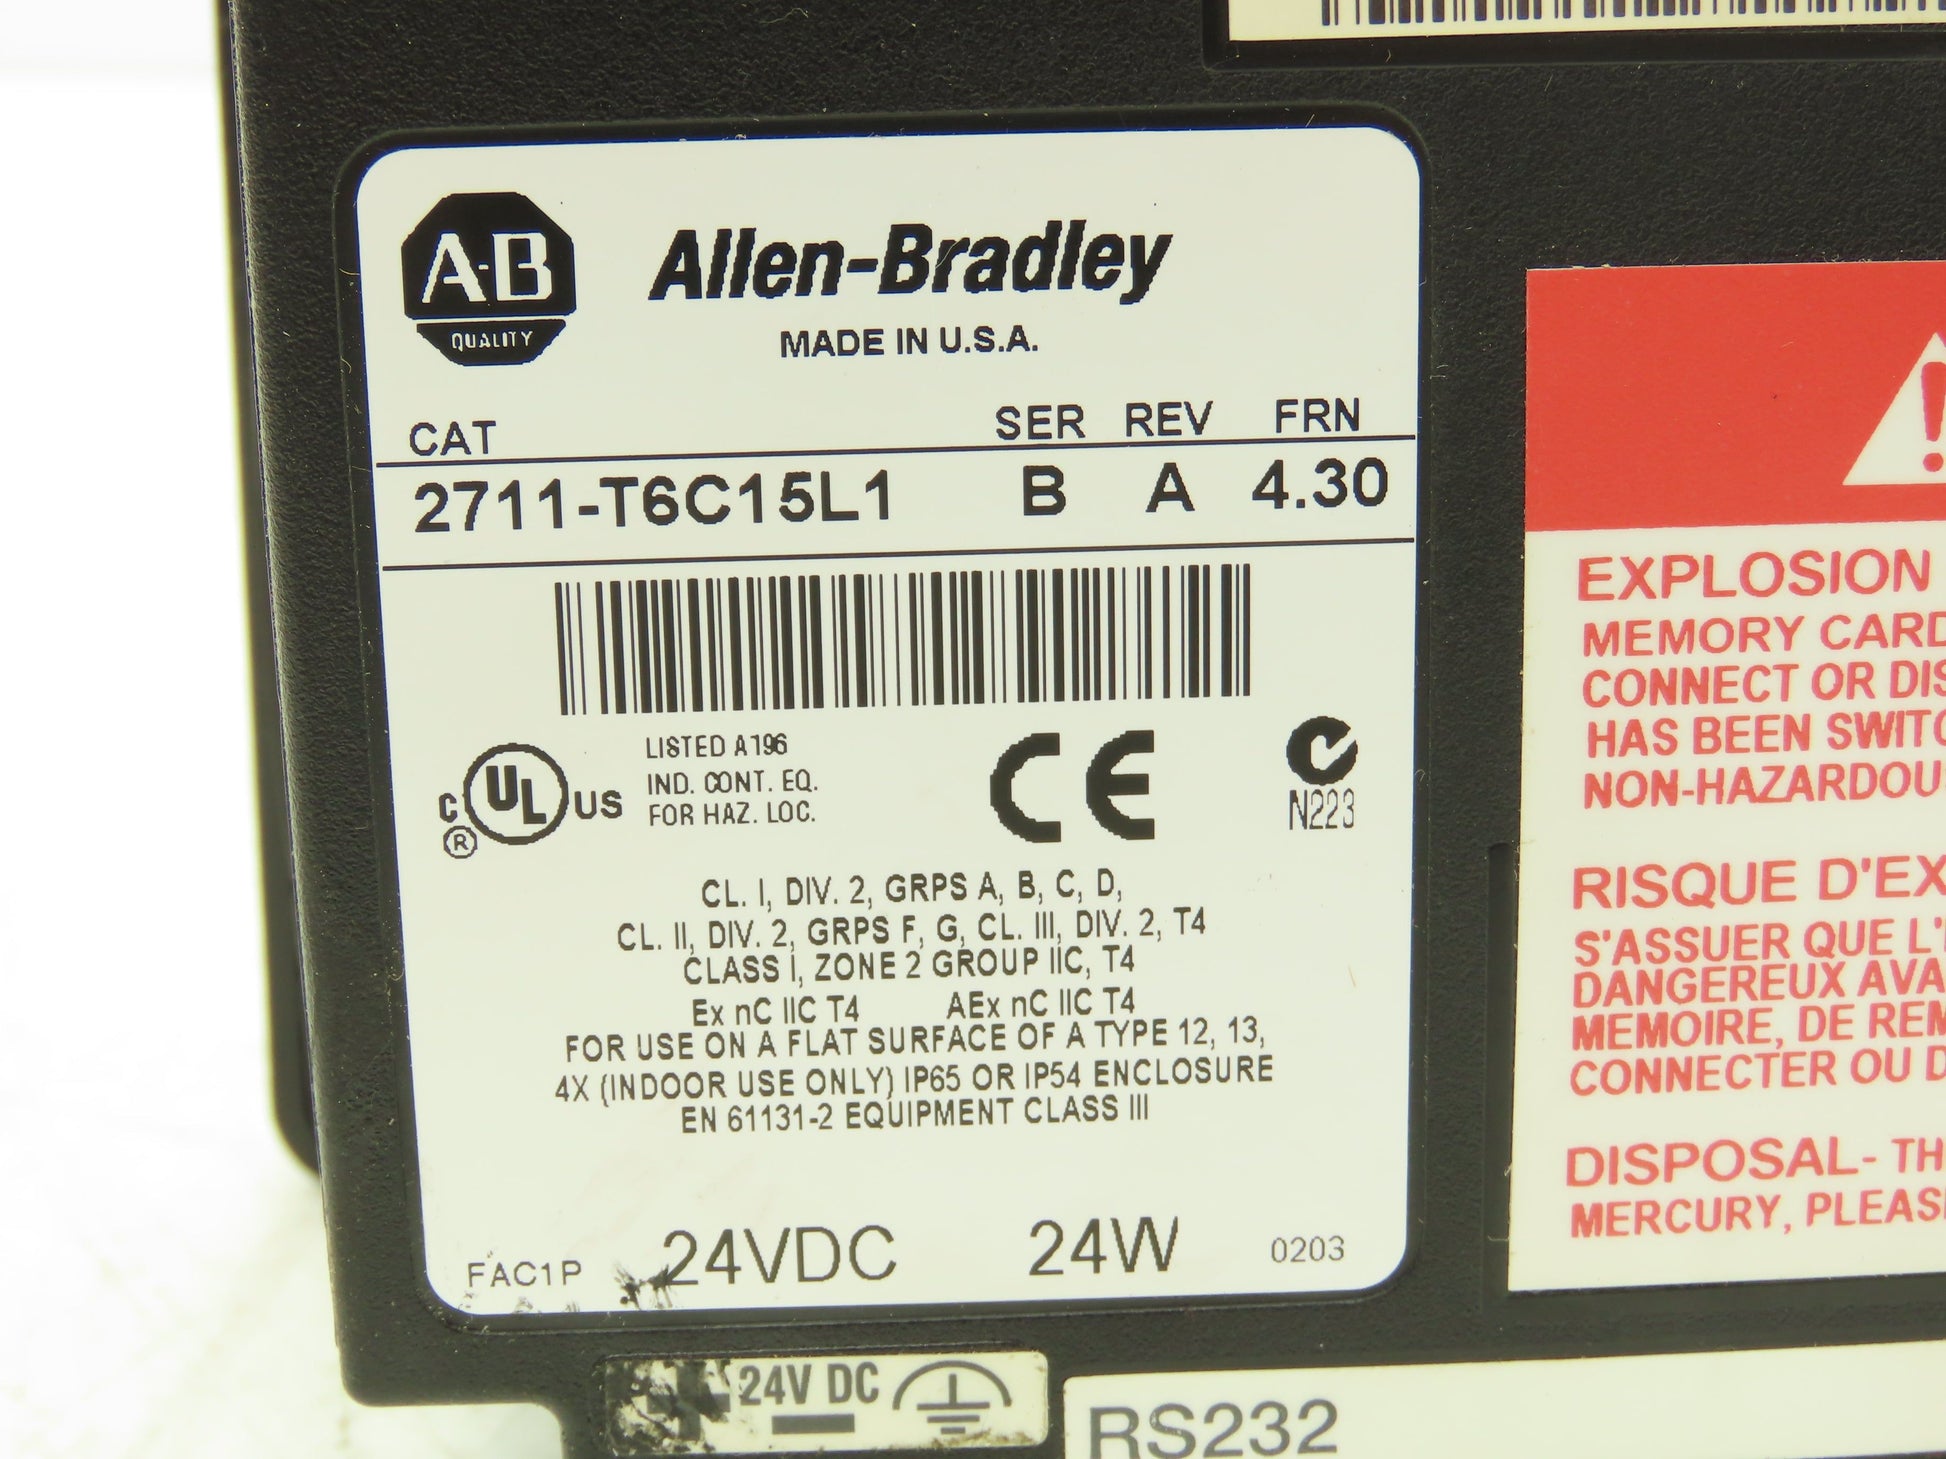 A-B
QUALITY
Allen-Bradley
MADE IN U.S.A.
CAT SER REV FRN
2711-T6C15L1 B A 4.30
C UL US
®
LISTED A196
IND. CONT. EQ.
FOR HAZ. LOC.
CE
N223
CL. I, DIV. 2, GRPS A, B, C, D,
CL. II, DIV. 2, GRPS F, G, CL. III, DIV. 2, T4
CLASS I, ZONE 2 GROUP IIC, T4
Ex nC IIC T4 AEx nC IIC T4
FOR USE ON A FLAT SURFACE OF A TYPE 12, 13,
4X (INDOOR USE ONLY) IP65 OR IP54 ENCLOSURE
EN 61131-2 EQUIPMENT CLASS III
FAC1P 24VDC 24W 0203
24V DC
RS232
!
EXPLOSION
MEMORY CARD
CONNECT OR DIS
HAS BEEN SWITC
NON-HAZARDOU
RISQUE D'EX
S'ASSUER QUE L'
DANGEREUX AVA
MEMOIRE, DE REM
CONNECTER OU D
DISPOSAL- TH
MERCURY, PLEAS